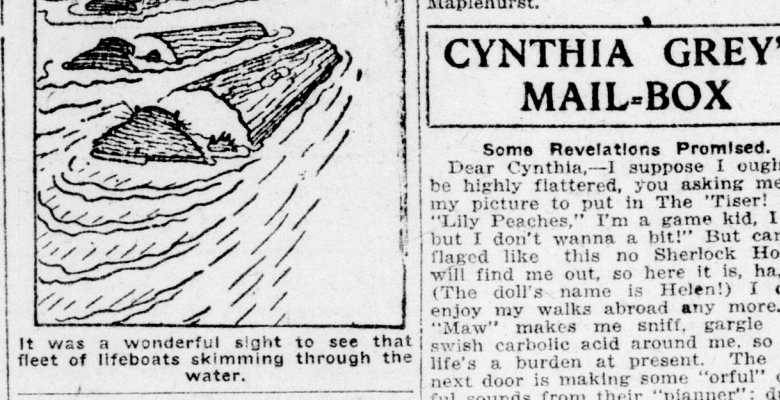 Maplehurst.
It was a wonderful sight to see that
fleet of lifeboats skimming through the
water.
CYNTHIA GREY'
MAIL-BOX
Some Revelations Promised.
Dear Cynthia,—I suppose I ough
be highly flattered, you asking me
my picture to put in The 'Tiser!
"Lily Peaches," I'm a game kid, I
but I don't wanna a bit!" But cam
flaged like this no Sherlock Ho
will find me out, so here it is, ha,
(The doll's name is Helen!) I
enjoy my walks abroad any more.
"Maw" makes me sniff, gargle
swish carbolic acid around me, so
life's a burden at present. The
next door is making some "orful"
ful sounds from their "pianner";